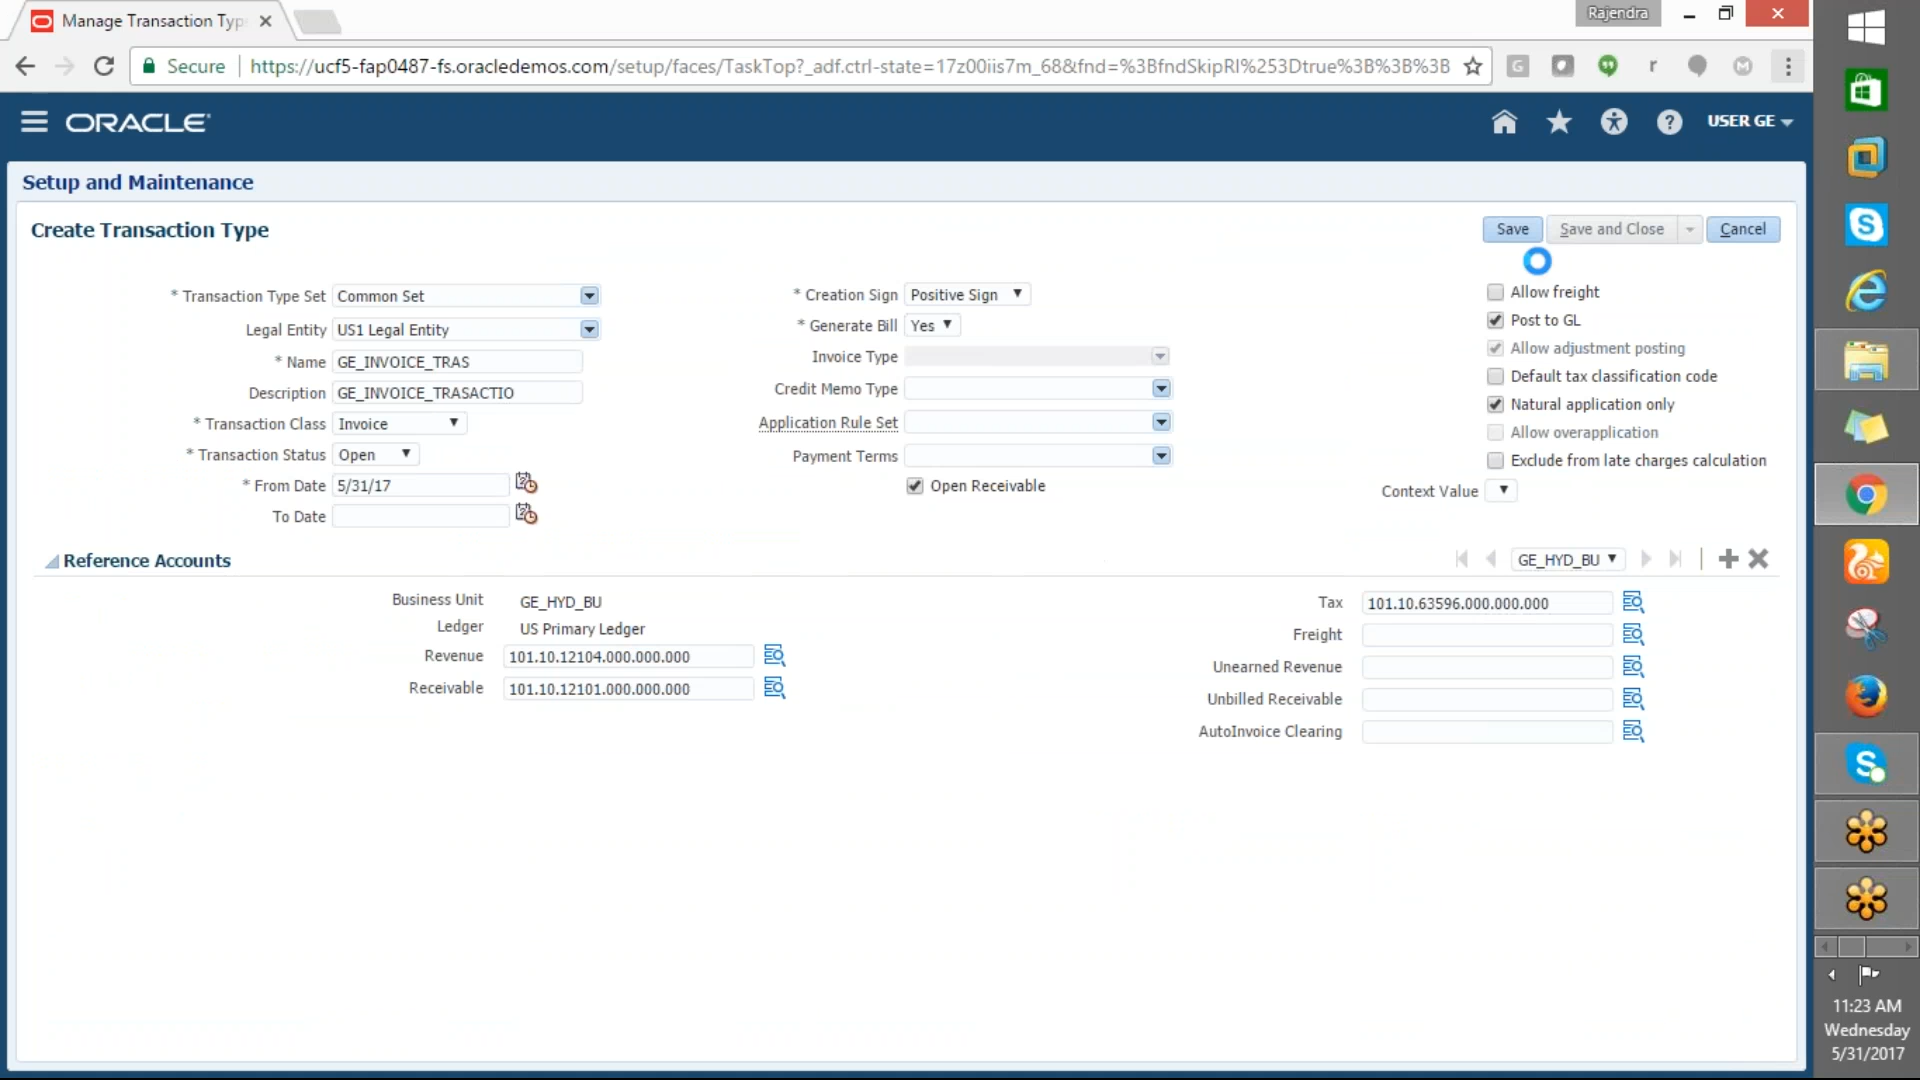 Manage Transaction Typ
Rajendra
Secure
https://ucf5-fap0487-fs.oracledemos.com/setup/faces/TaskTop?_adf.ctrl-state=17z00iis7m_68&fnd=%3BfndSkipRI%253Dtrue%3B%3B%3B
ORACLE
USER GE
Setup and Maintenance
Create Transaction Type
Save
Save and Close
Cancel
* Transaction Type Set Common Set
Legal Entity US1 Legal Entity
* Name GE_INVOICE_TRAS
Description GE_INVOICE_TRASACTIO
* Transaction Class Invoice
* Transaction Status Open
* From Date 5/31/17
To Date
* Creation Sign Positive Sign
* Generate Bill Yes
Invoice Type
Credit Memo Type
Application Rule Set
Payment Terms
Open Receivable
Allow freight
Post to GL
Allow adjustment posting
Default tax classification code
Natural application only
Allow overapplication
Exclude from late charges calculation
Context Value
Reference Accounts
GE_HYD_BU
Business Unit GE_HYD_BU
Ledger US Primary Ledger
Revenue 101.10.12104.000.000.000
Receivable 101.10.12101.000.000.000
Tax 101.10.63596.000.000.000
Freight
Unearned Revenue
Unbilled Receivable
AutoInvoice Clearing
11:23 AM
Wednesday
5/31/2017